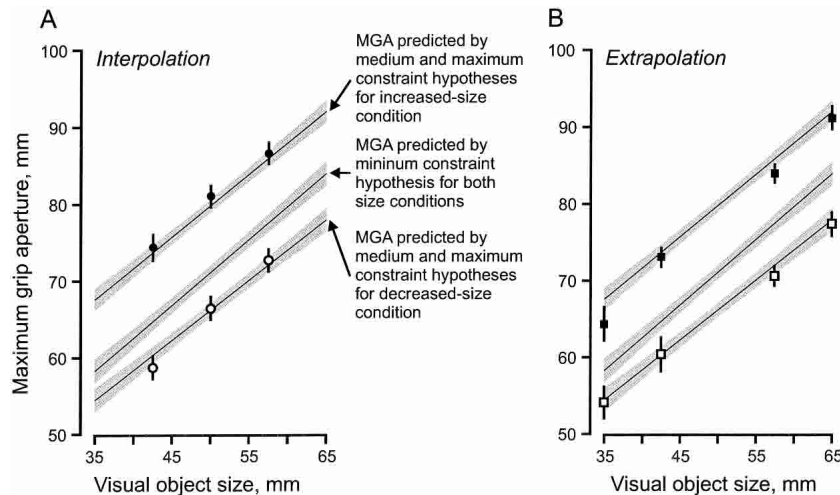 A
Interpolation
MGA predicted by
medium and maximum
constraint hypotheses
for increased-size
condition
MGA predicted by
mininum constraint
hypothesis for both
size conditions
MGA predicted by
medium and maximum
constraint hypotheses
for decreased-size
condition
Maximum grip aperture, mm
100
90
80
70
60
50
35
45
55
65
Visual object size, mm
B
Extrapolation
100
90
80
70
60
50
35
45
55
65
Visual object size, mm